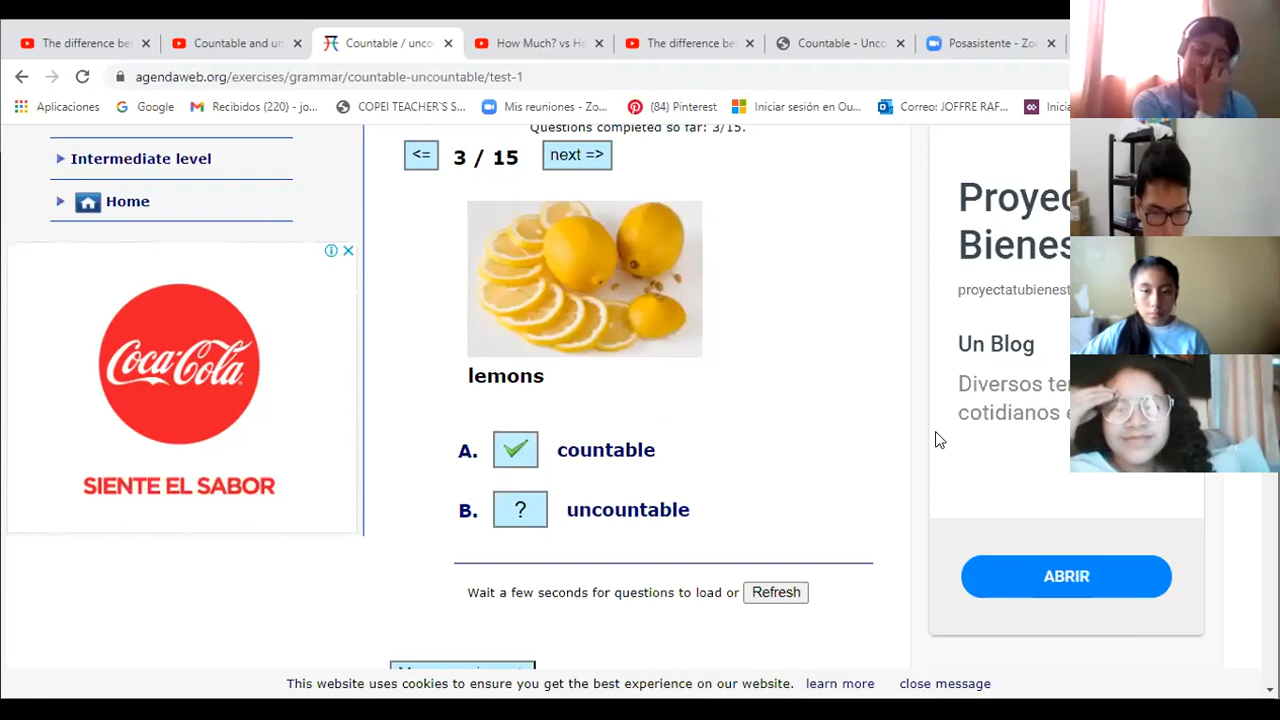 The difference be
Countable and un
Countable / unco
How Much? vs Ho
The difference be
Countable - Unco
Posasistente - Zo
agendaweb.org/exercises/grammar/countable-uncountable/test-1
Aplicaciones
Google
Recibidos (220) - jo...
COPEI TEACHER'S S...
Mis reuniones - Zo...
(84) Pinterest
Iniciar sesión en Ou...
Correo: JOFFRE RAF...
Inicia
Questions completed so far: 3/15.
<= 3 / 15 next =>
Intermediate level
Home
lemons
A. countable
B. ? uncountable
Wait a few seconds for questions to load or Refresh
Coca-Cola
SIENTE EL SABOR
Proyec
Bienes
proyectatubienest
Un Blog
Diversos te
cotidianos e
ABRIR
This website uses cookies to ensure you get the best experience on our website. learn more close message